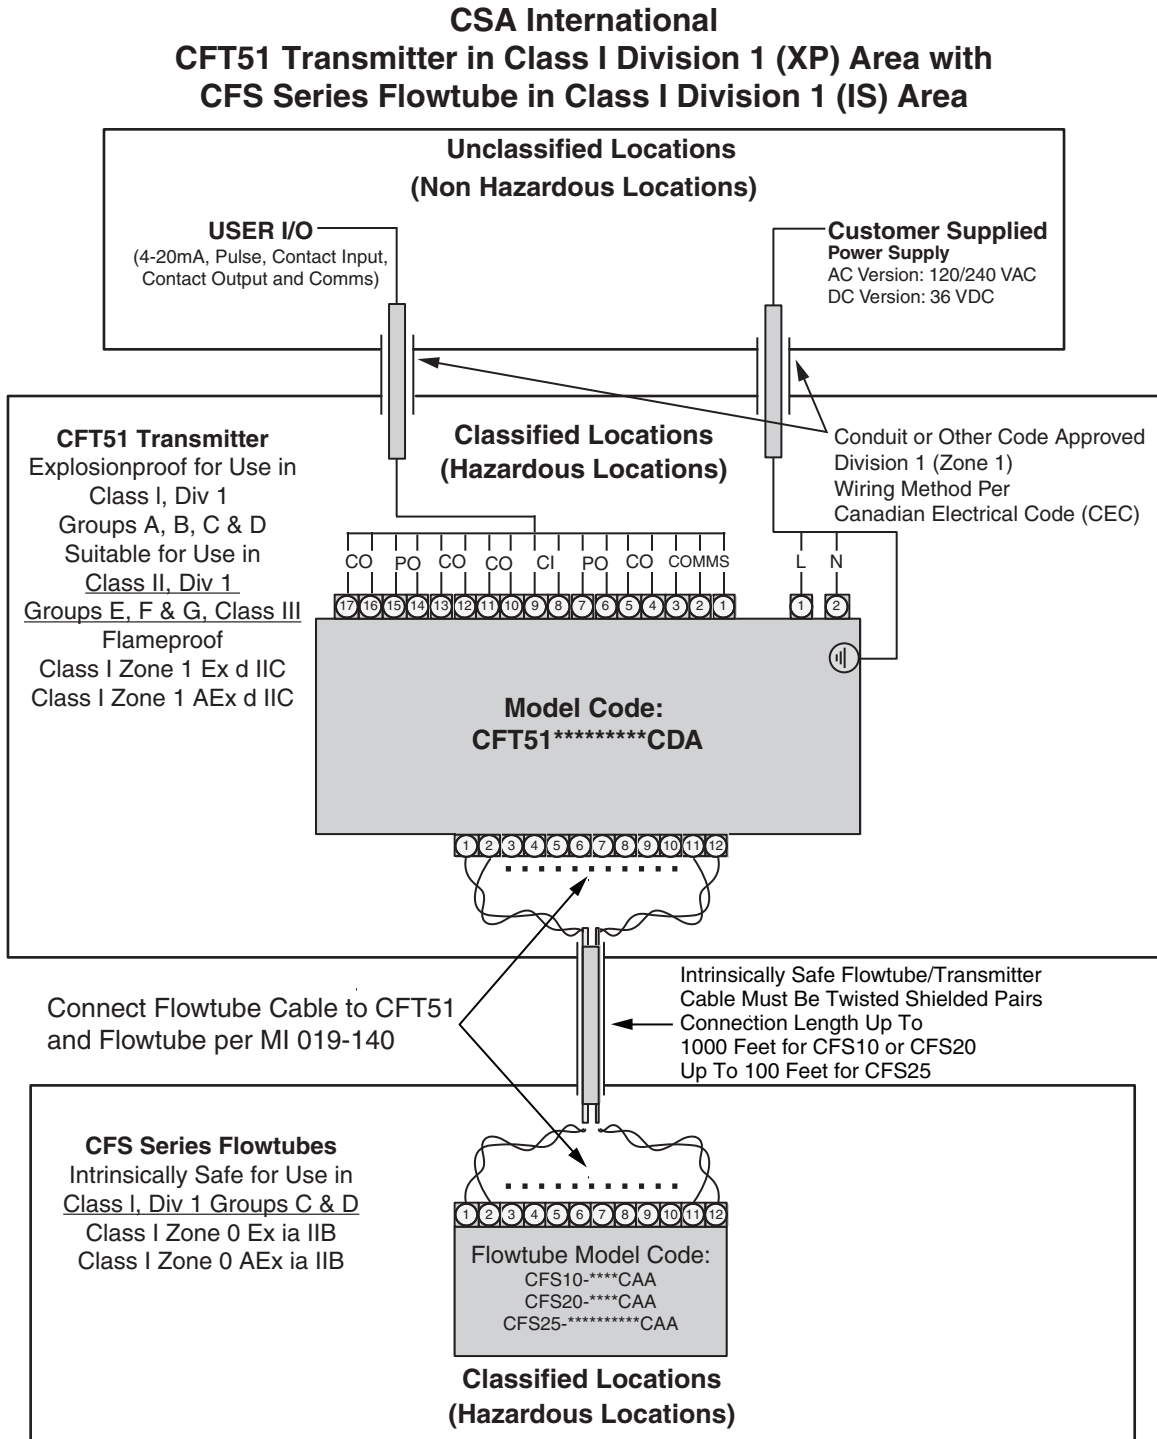 CSA International
CFT51 Transmitter in Class I Division 1 (XP) Area with
CFS Series Flowtube in Class I Division 1 (IS) Area
Unclassified Locations
(Non Hazardous Locations)
USER I/O
(4-20mA, Pulse, Contact Input,
Contact Output and Comms)
Customer Supplied
Power Supply
AC Version: 120/240 VAC
DC Version: 36 VDC
CFT51 Transmitter
Explosionproof for Use in
Class I, Div 1
Groups A, B, C & D
Suitable for Use in
Class II, Div 1
Groups E, F & G, Class III
Flameproof
Class I Zone 1 Ex d IIC
Class I Zone 1 AEx d IIC
Classified Locations
(Hazardous Locations)
Conduit or Other Code Approved
Division 1 (Zone 1)
Wiring Method Per
Canadian Electrical Code (CEC)
CO PO CO CO CI PO CO COMMS L N
17 16 15 14 13 12 11 10 9 8 7 6 5 4 3 2 1 1 2
Model Code:
CFT51*********CDA
1 2 3 4 5 6 7 8 9 10 11 12
Connect Flowtube Cable to CFT51
and Flowtube per MI 019-140
Intrinsically Safe Flowtube/Transmitter
Cable Must Be Twisted Shielded Pairs
Connection Length Up To
1000 Feet for CFS10 or CFS20
Up To 100 Feet for CFS25
CFS Series Flowtubes
Intrinsically Safe for Use in
Class I, Div 1 Groups C & D
Class I Zone 0 Ex ia IIB
Class I Zone 0 AEx ia IIB
1 2 3 4 5 6 7 8 9 10 11 12
Flowtube Model Code:
CFS10-****CAA
CFS20-****CAA
CFS25-**********CAA
Classified Locations
(Hazardous Locations)